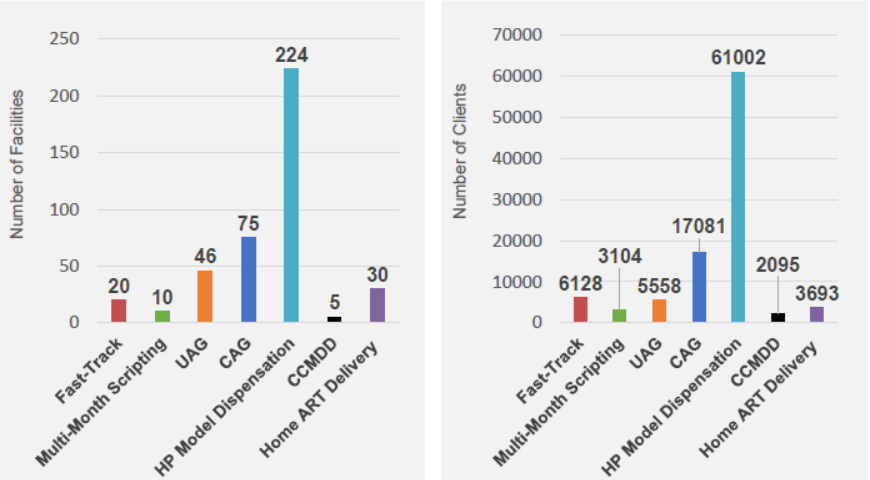 Number of Facilities
250
200
150
100
50
0
20
10
46
75
224
5
30
Fast-Track
Multi-Month Scripting
UAG
CAG
HP Model Dispensation
CCMDD
Home ART Delivery
Number of Clients
70000
60000
50000
40000
30000
20000
10000
0
6128
3104
5558
17081
61002
2095
3693
Fast-Track
Multi-Month Scripting
UAG
CAG
HP Model Dispensation
CCMDD
Home ART Delivery